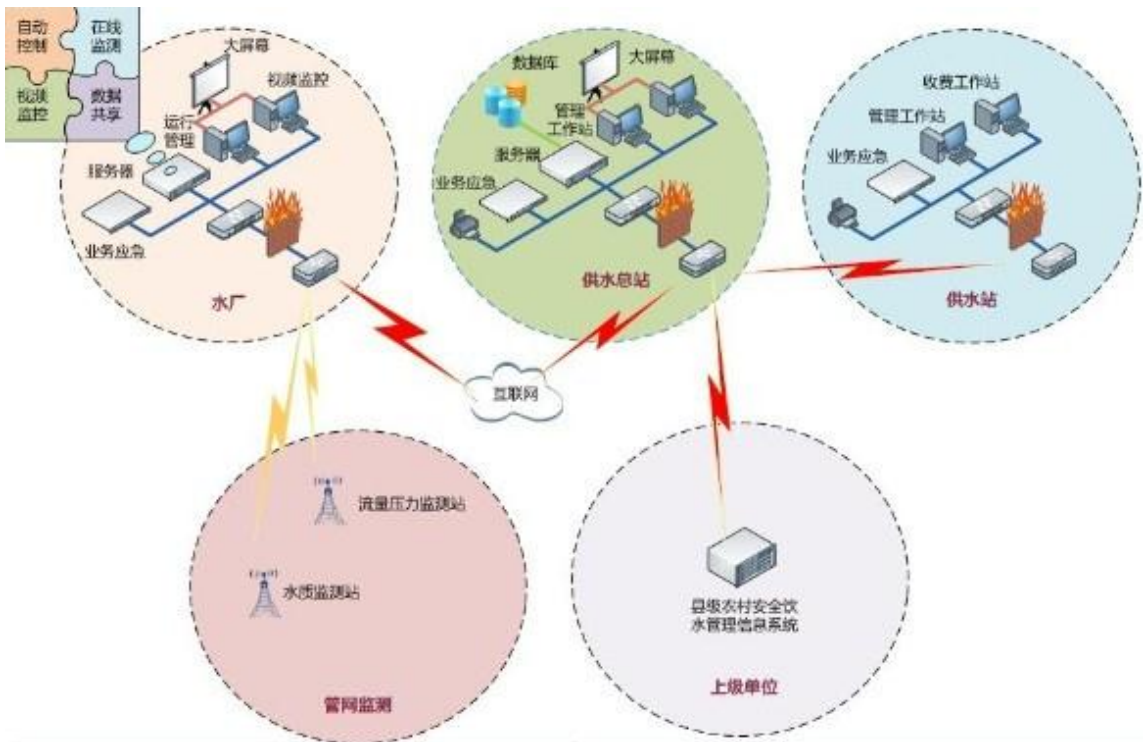 自动
控制
在线
监测
视频
监控
数据
共享
大屏幕
视频监控
运行
管理
服务器
业务应急
水厂
数据库
大屏幕
管理
工作站
服务器
业务应急
供水总站
收费工作站
管理工作站
业务应急
供水站
互联网
流量压力监测站
水质监测站
管网监测
县级农村安全饮
水管理信息系统
上级单位